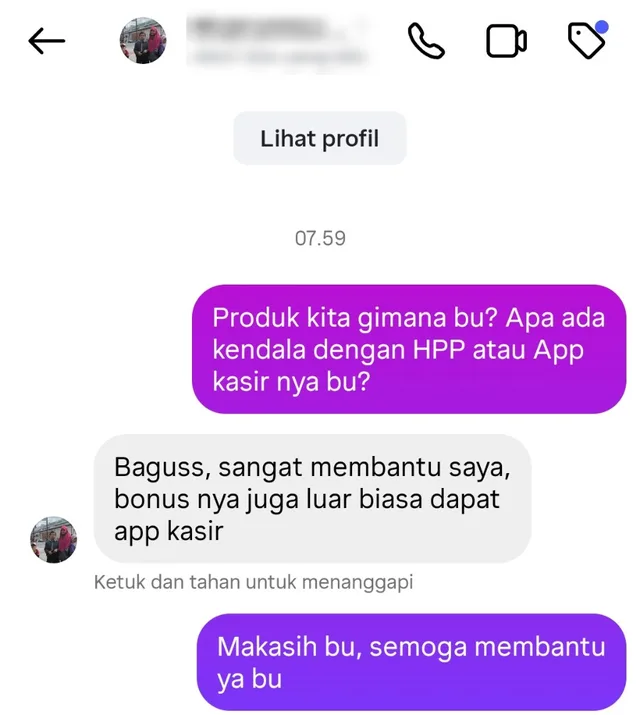 Lihat profil
07.59
Produk kita gimana bu? Apa ada
kendala dengan HPP atau App
kasir nya bu?
Baguss, sangat membantu saya,
bonus nya juga luar biasa dapat
app kasir
Ketuk dan tahan untuk menanggapi
Makasih bu, semoga membantu
ya bu